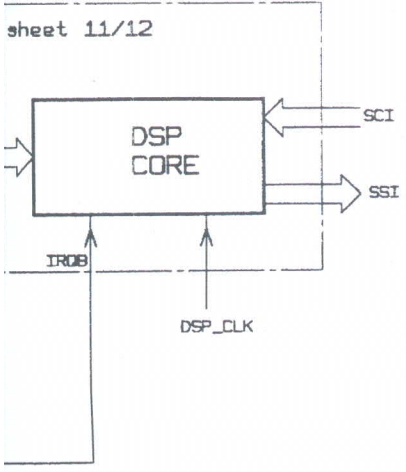 sheet 11/12
DSP
CORE
SCI
SSI
IRQB
DSP_CLK